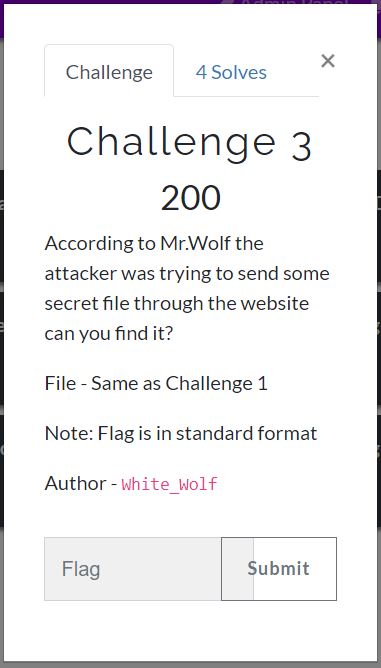 Admin Panel
Challenge
4 Solves
×
Challenge 3
200
According to Mr.Wolf the
attacker was trying to send some
secret file through the website
can you find it?
File - Same as Challenge 1
Note: Flag is in standard format
Author - White_Wolf
Flag
Submit